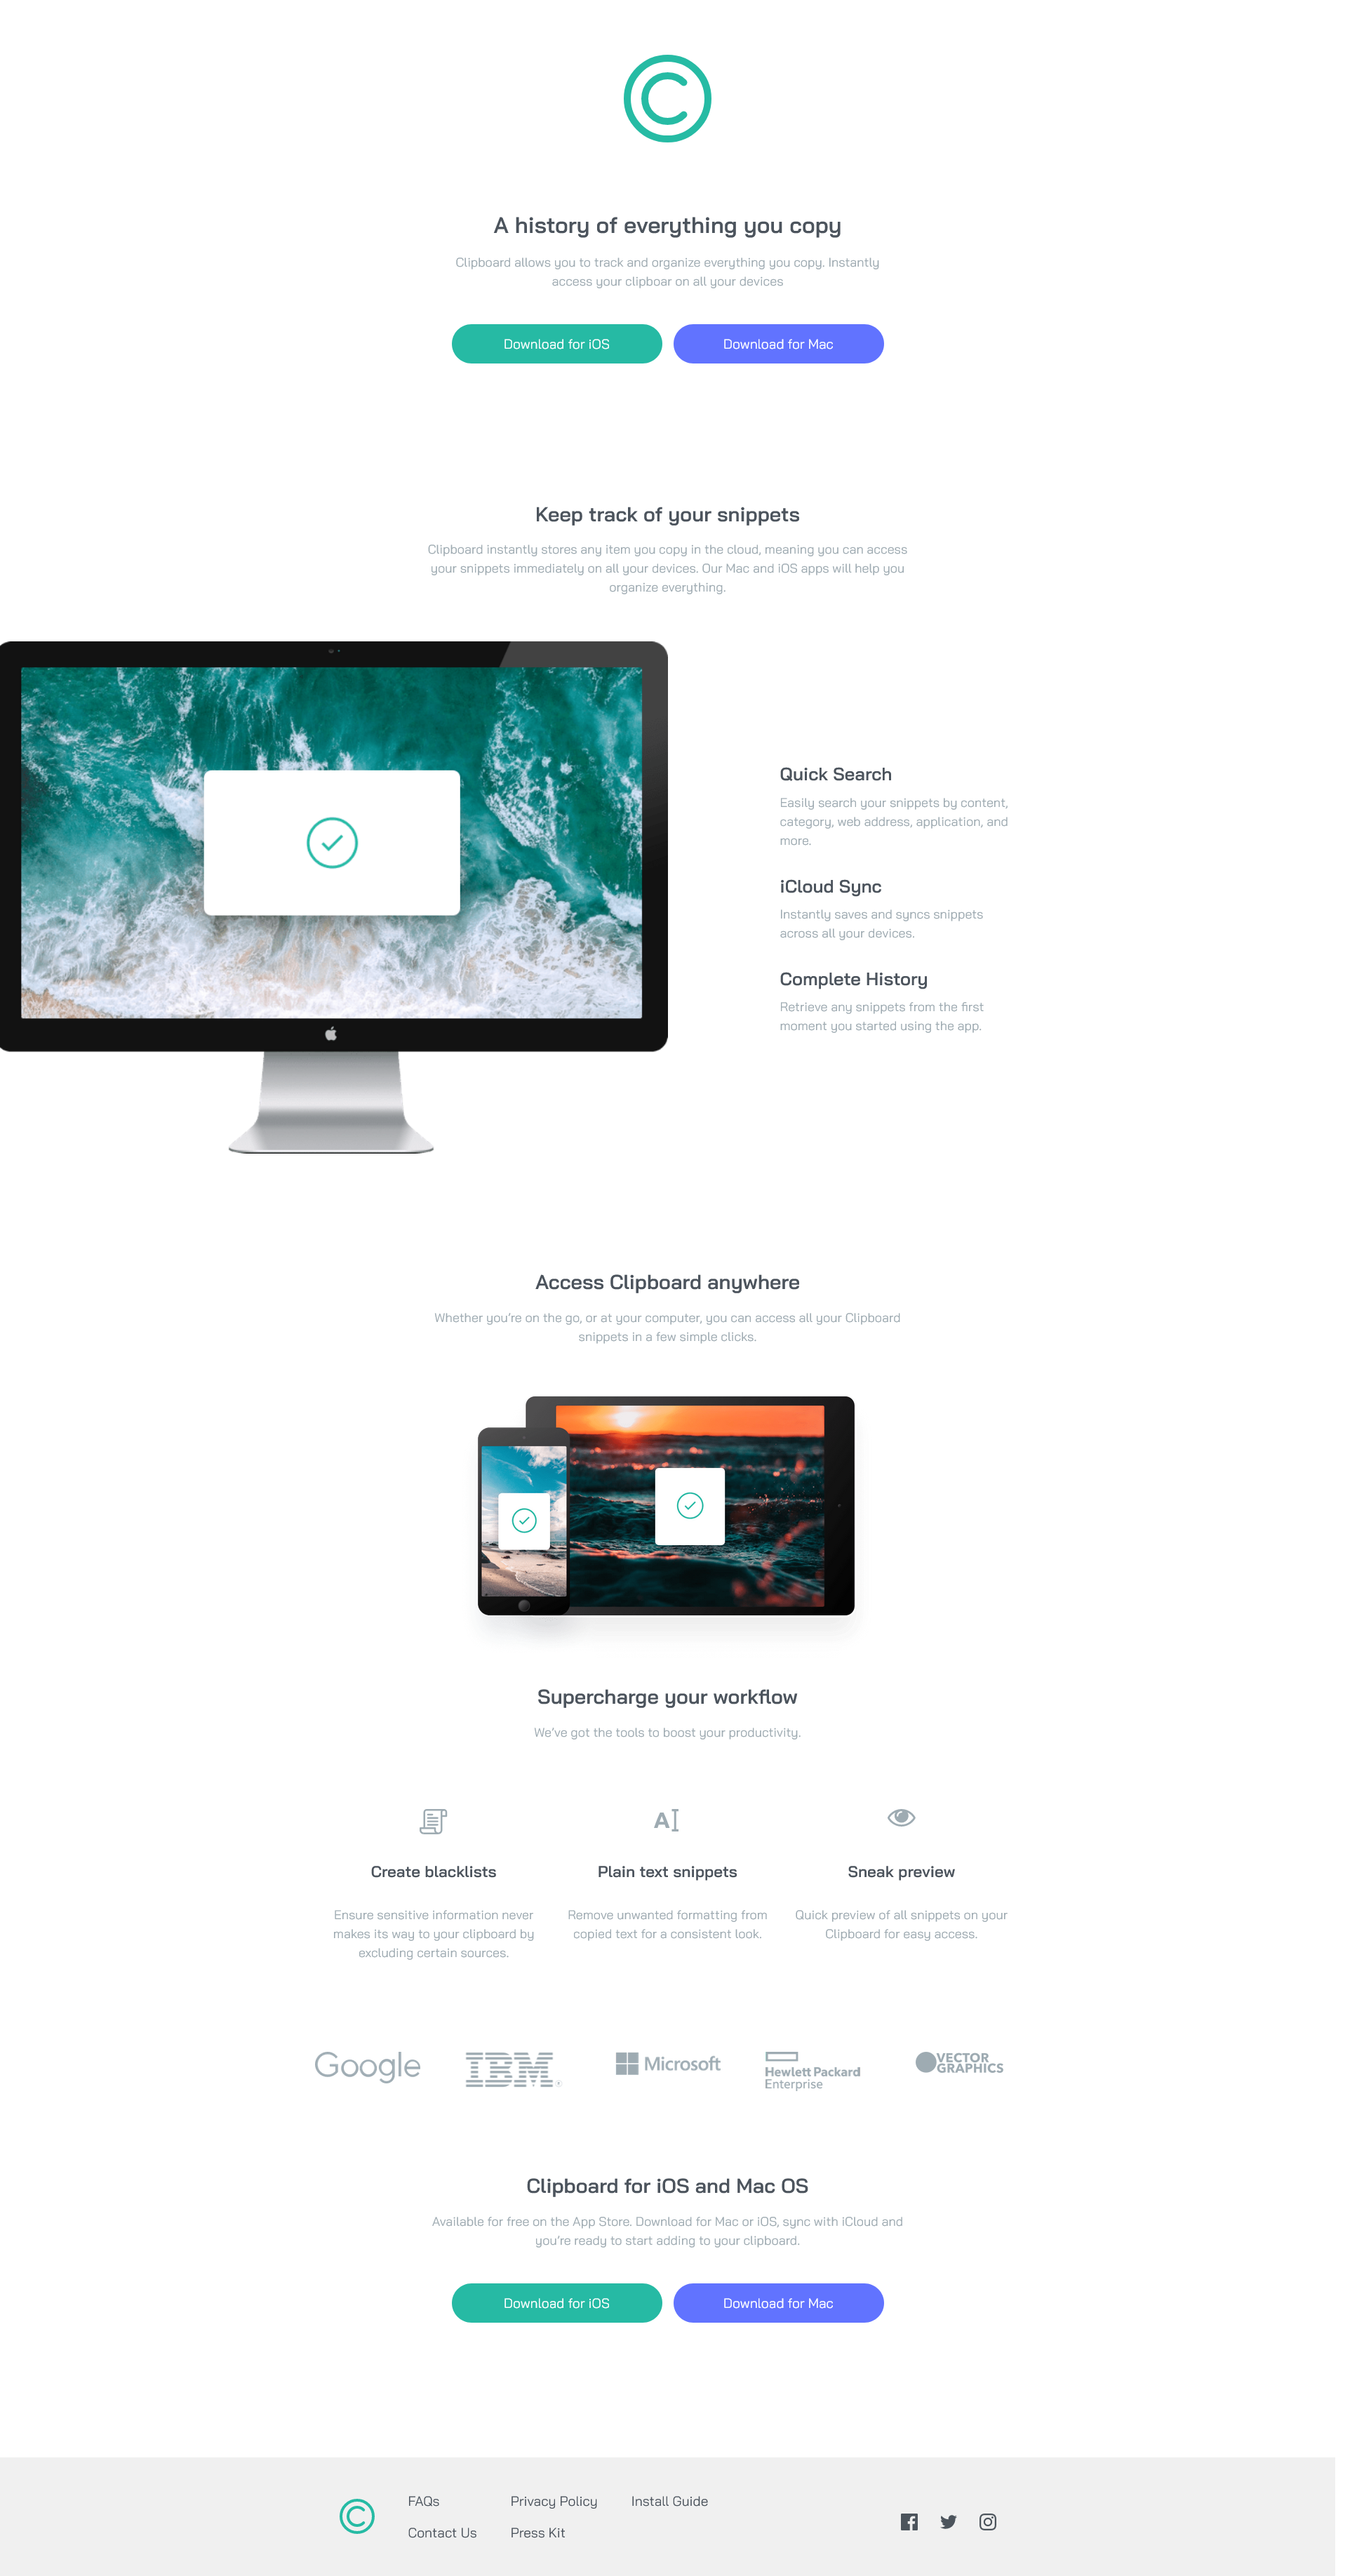 A history of everything you copy
Clipboard allows you to track and organize everything you copy. Instantly
access your clipboar on all your devices
Download for iOS
Download for Mac
Keep track of your snippets
Clipboard instantly stores any item you copy in the cloud, meaning you can access
your snippets immediately on all your devices. Our Mac and iOS apps will help you
organize everything.
Quick Search
Easily search your snippets by content,
category, web address, application, and
more.
iCloud Sync
Instantly saves and syncs snippets
across all your devices.
Complete History
Retrieve any snippets from the first
moment you started using the app.
Access Clipboard anywhere
Whether you're on the go, or at your computer, you can access all your Clipboard
snippets in a few simple clicks.
Supercharge your workflow
We've got the tools to boost your productivity.
Create blacklists
Ensure sensitive information never
makes its way to your clipboard by
excluding certain sources.
Plain text snippets
Remove unwanted formatting from
copied text for a consistent look.
Sneak preview
Quick preview of all snippets on your
Clipboard for easy access.
Google
IBM®
Microsoft
Hewlett Packard
Enterprise
VECTOR
GRAPHICS
Clipboard for iOS and Mac OS
Available for free on the App Store. Download for Mac or iOS, sync with iCloud and
you're ready to start adding to your clipboard.
Download for iOS
Download for Mac
FAQs
Contact Us
Privacy Policy
Press Kit
Install Guide